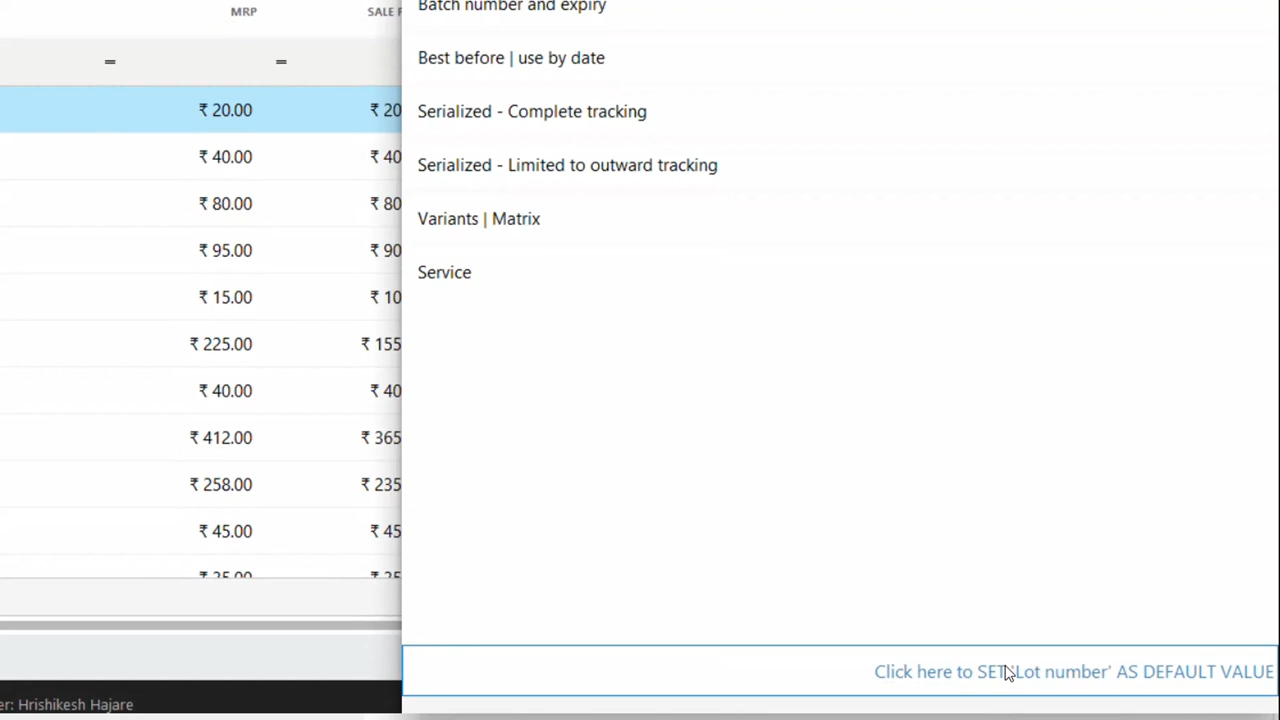 MRP
SALE
=
=
₹ 20.00
₹ 20
₹ 40.00
₹ 40
₹ 80.00
₹ 80
₹ 95.00
₹ 90
₹ 15.00
₹ 10
₹ 225.00
₹ 155
₹ 40.00
₹ 40
₹ 412.00
₹ 365
₹ 258.00
₹ 235
₹ 45.00
₹ 45
Batch number and expiry
Best before | use by date
Serialized - Complete tracking
Serialized - Limited to outward tracking
Variants | Matrix
Service
Click here to SET 'Lot number' AS DEFAULT VALUE
er: Hrishikesh Hajare